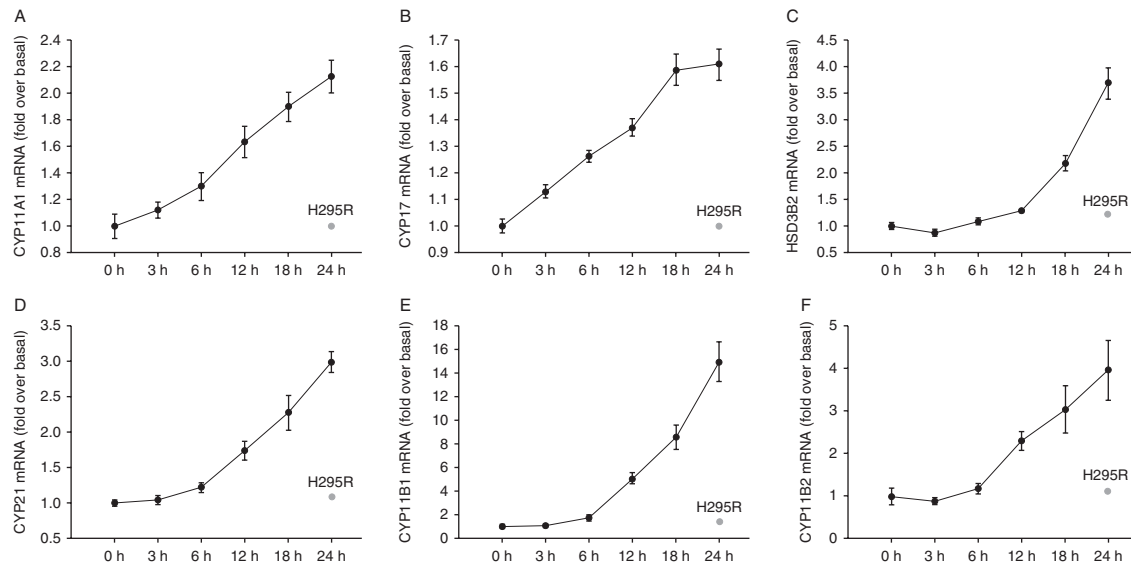 A
CYP11A1 mRNA (fold over basal)
2.4
2.2
2.0
1.8
1.6
1.4
1.2
1.0
0.8
H295R
0 h 3 h 6 h 12 h 18 h 24 h
B
CYP17 mRNA (fold over basal)
1.7
1.6
1.5
1.4
1.3
1.2
1.1
1.0
0.9
H295R
0 h 3 h 6 h 12 h 18 h 24 h
C
HSD3B2 mRNA (fold over basal)
4.5
4.0
3.5
3.0
2.5
2.0
1.5
1.0
0.5
H295R
0 h 3 h 6 h 12 h 18 h 24 h
D
CYP21 mRNA (fold over basal)
3.5
3.0
2.5
2.0
1.5
1.0
0.5
H295R
0 h 3 h 6 h 12 h 18 h 24 h
E
CYP11B1 mRNA (fold over basal)
18
16
14
12
10
8
6
4
2
0
H295R
0 h 3 h 6 h 12 h 18 h 24 h
F
CYP11B2 mRNA (fold over basal)
5
4
3
2
1
0
H295R
0 h 3 h 6 h 12 h 18 h 24 h